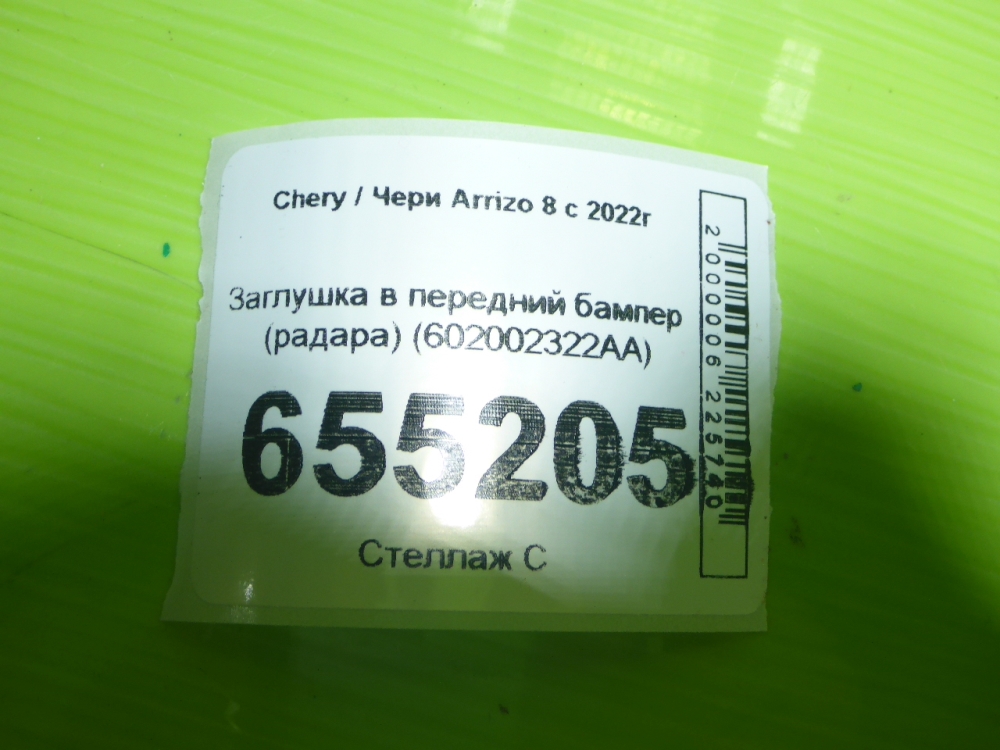 Chery / Чери Arrizo 8 с 2022г
Заглушка в передний бампер
(радара) (602002322AA)
655205
Стеллаж С
2000006225740